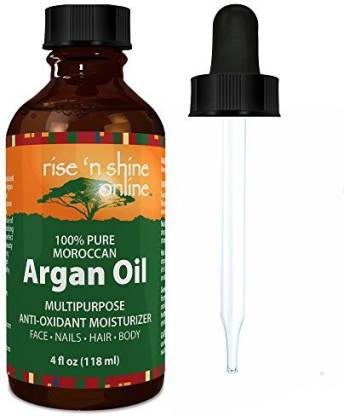 rise 'n shine
online
100% PURE
MOROCCAN
Argan Oil
MULTIPURPOSE
ANTI-OXIDANT MOISTURIZER
FACE • NAILS • HAIR • BODY
4 fl oz (118 ml)